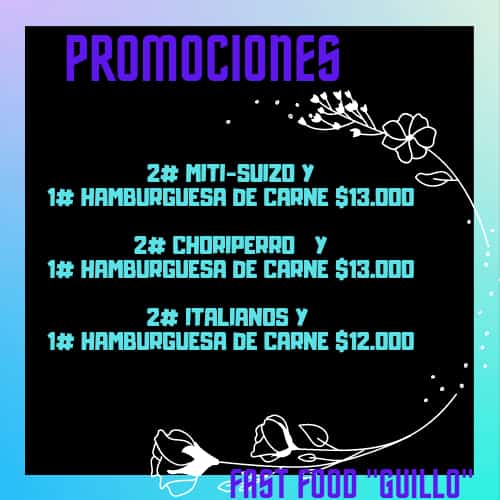 PROMOCIONES
2# MITI-SUIZO Y
1# HAMBURGUESA DE CARNE $13.000
2# CHORIPERRO Y
1# HAMBURGUESA DE CARNE $13.000
2# ITALIANOS Y
1# HAMBURGUESA DE CARNE $12.000
FAST FOOD "GUILLO"